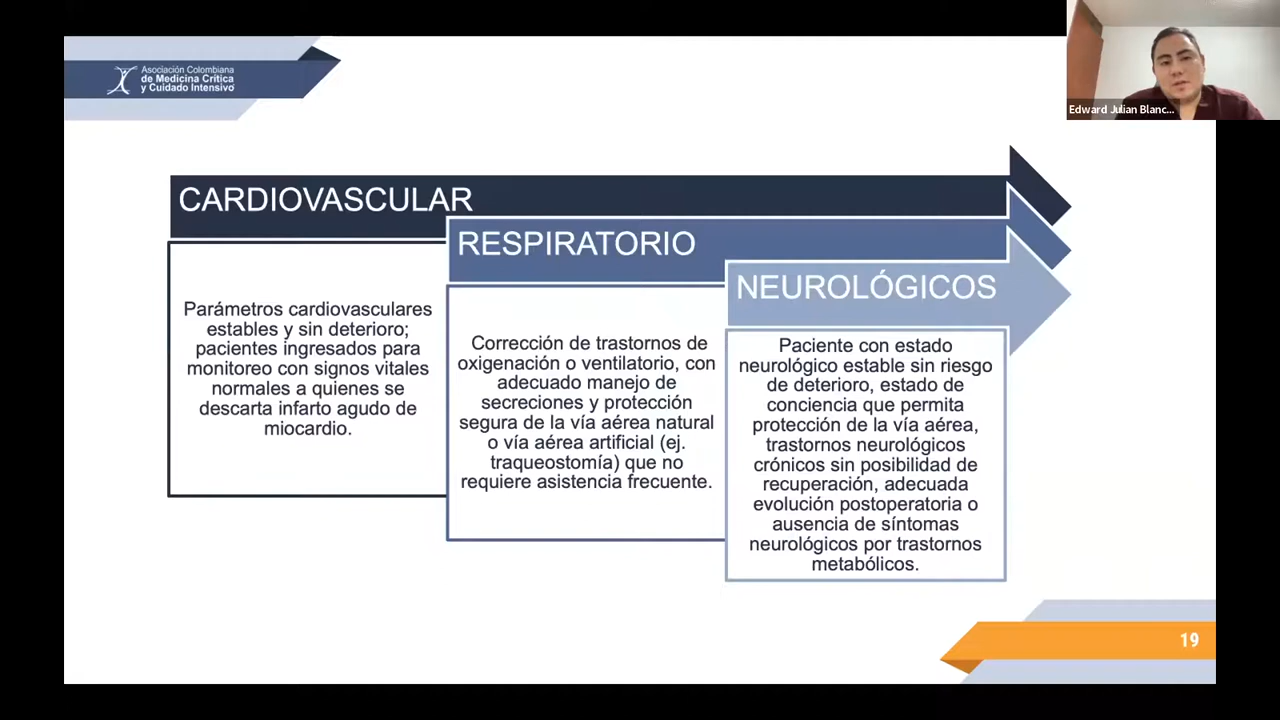 Asociación Colombiana
de Medicina Crítica
y Cuidado Intensivo
Edward Julian Blanc...
CARDIOVASCULAR
Parámetros cardiovasculares
estables y sin deterioro;
pacientes ingresados para
monitoreo con signos vitales
normales a quienes se
descarta infarto agudo de
miocardio.
RESPIRATORIO
Corrección de trastornos de
oxigenación o ventilatorio, con
adecuado manejo de
secreciones y protección
segura de la vía aérea natural
o vía aérea artificial (ej.
traqueostomía) que no
requiere asistencia frecuente.
NEUROLÓGICOS
Paciente con estado
neurológico estable sin riesgo
de deterioro, estado de
conciencia que permita
protección de la vía aérea,
trastornos neurológicos
crónicos sin posibilidad de
recuperación, adecuada
evolución postoperatoria o
ausencia de síntomas
neurológicos por trastornos
metabólicos.
19